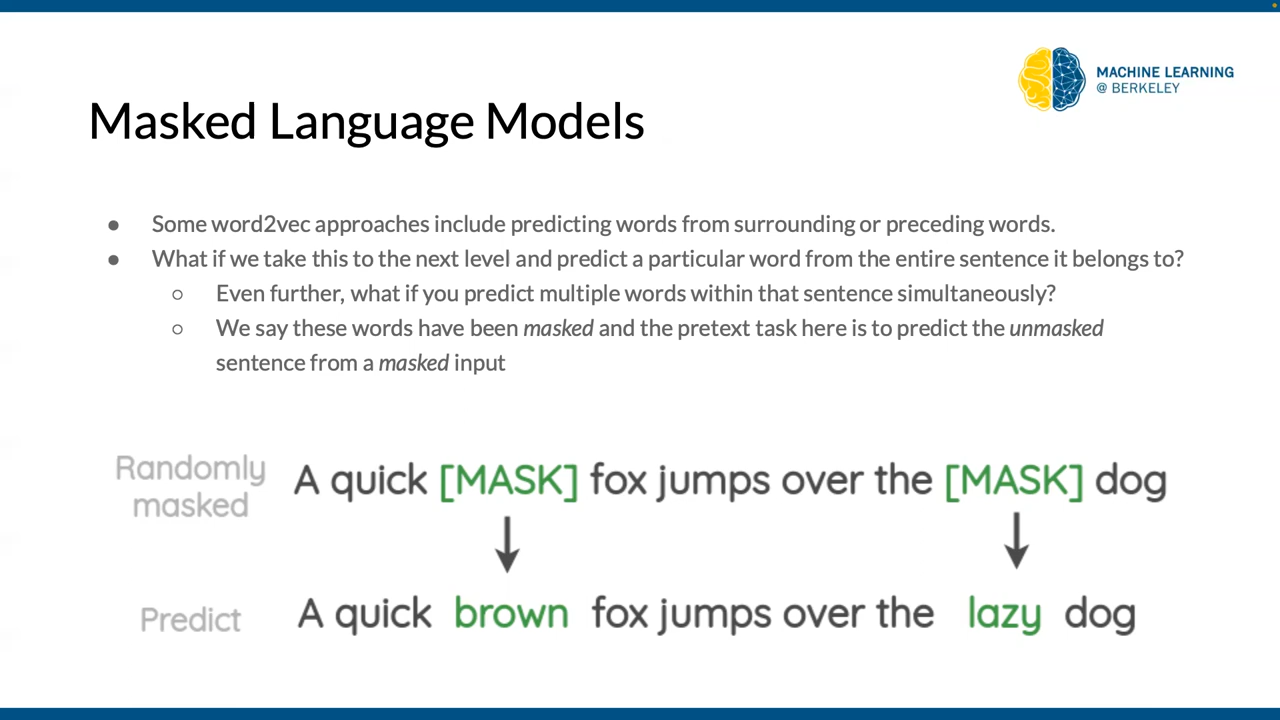 MACHINE LEARNING
@ BERKELEY
Masked Language Models
● Some word2vec approaches include predicting words from surrounding or preceding words.
● What if we take this to the next level and predict a particular word from the entire sentence it belongs to?
○ Even further, what if you predict multiple words within that sentence simultaneously?
○ We say these words have been masked and the pretext task here is to predict the unmasked
sentence from a masked input
Randomly
masked
A quick [MASK] fox jumps over the [MASK] dog
Predict
A quick brown fox jumps over the lazy dog